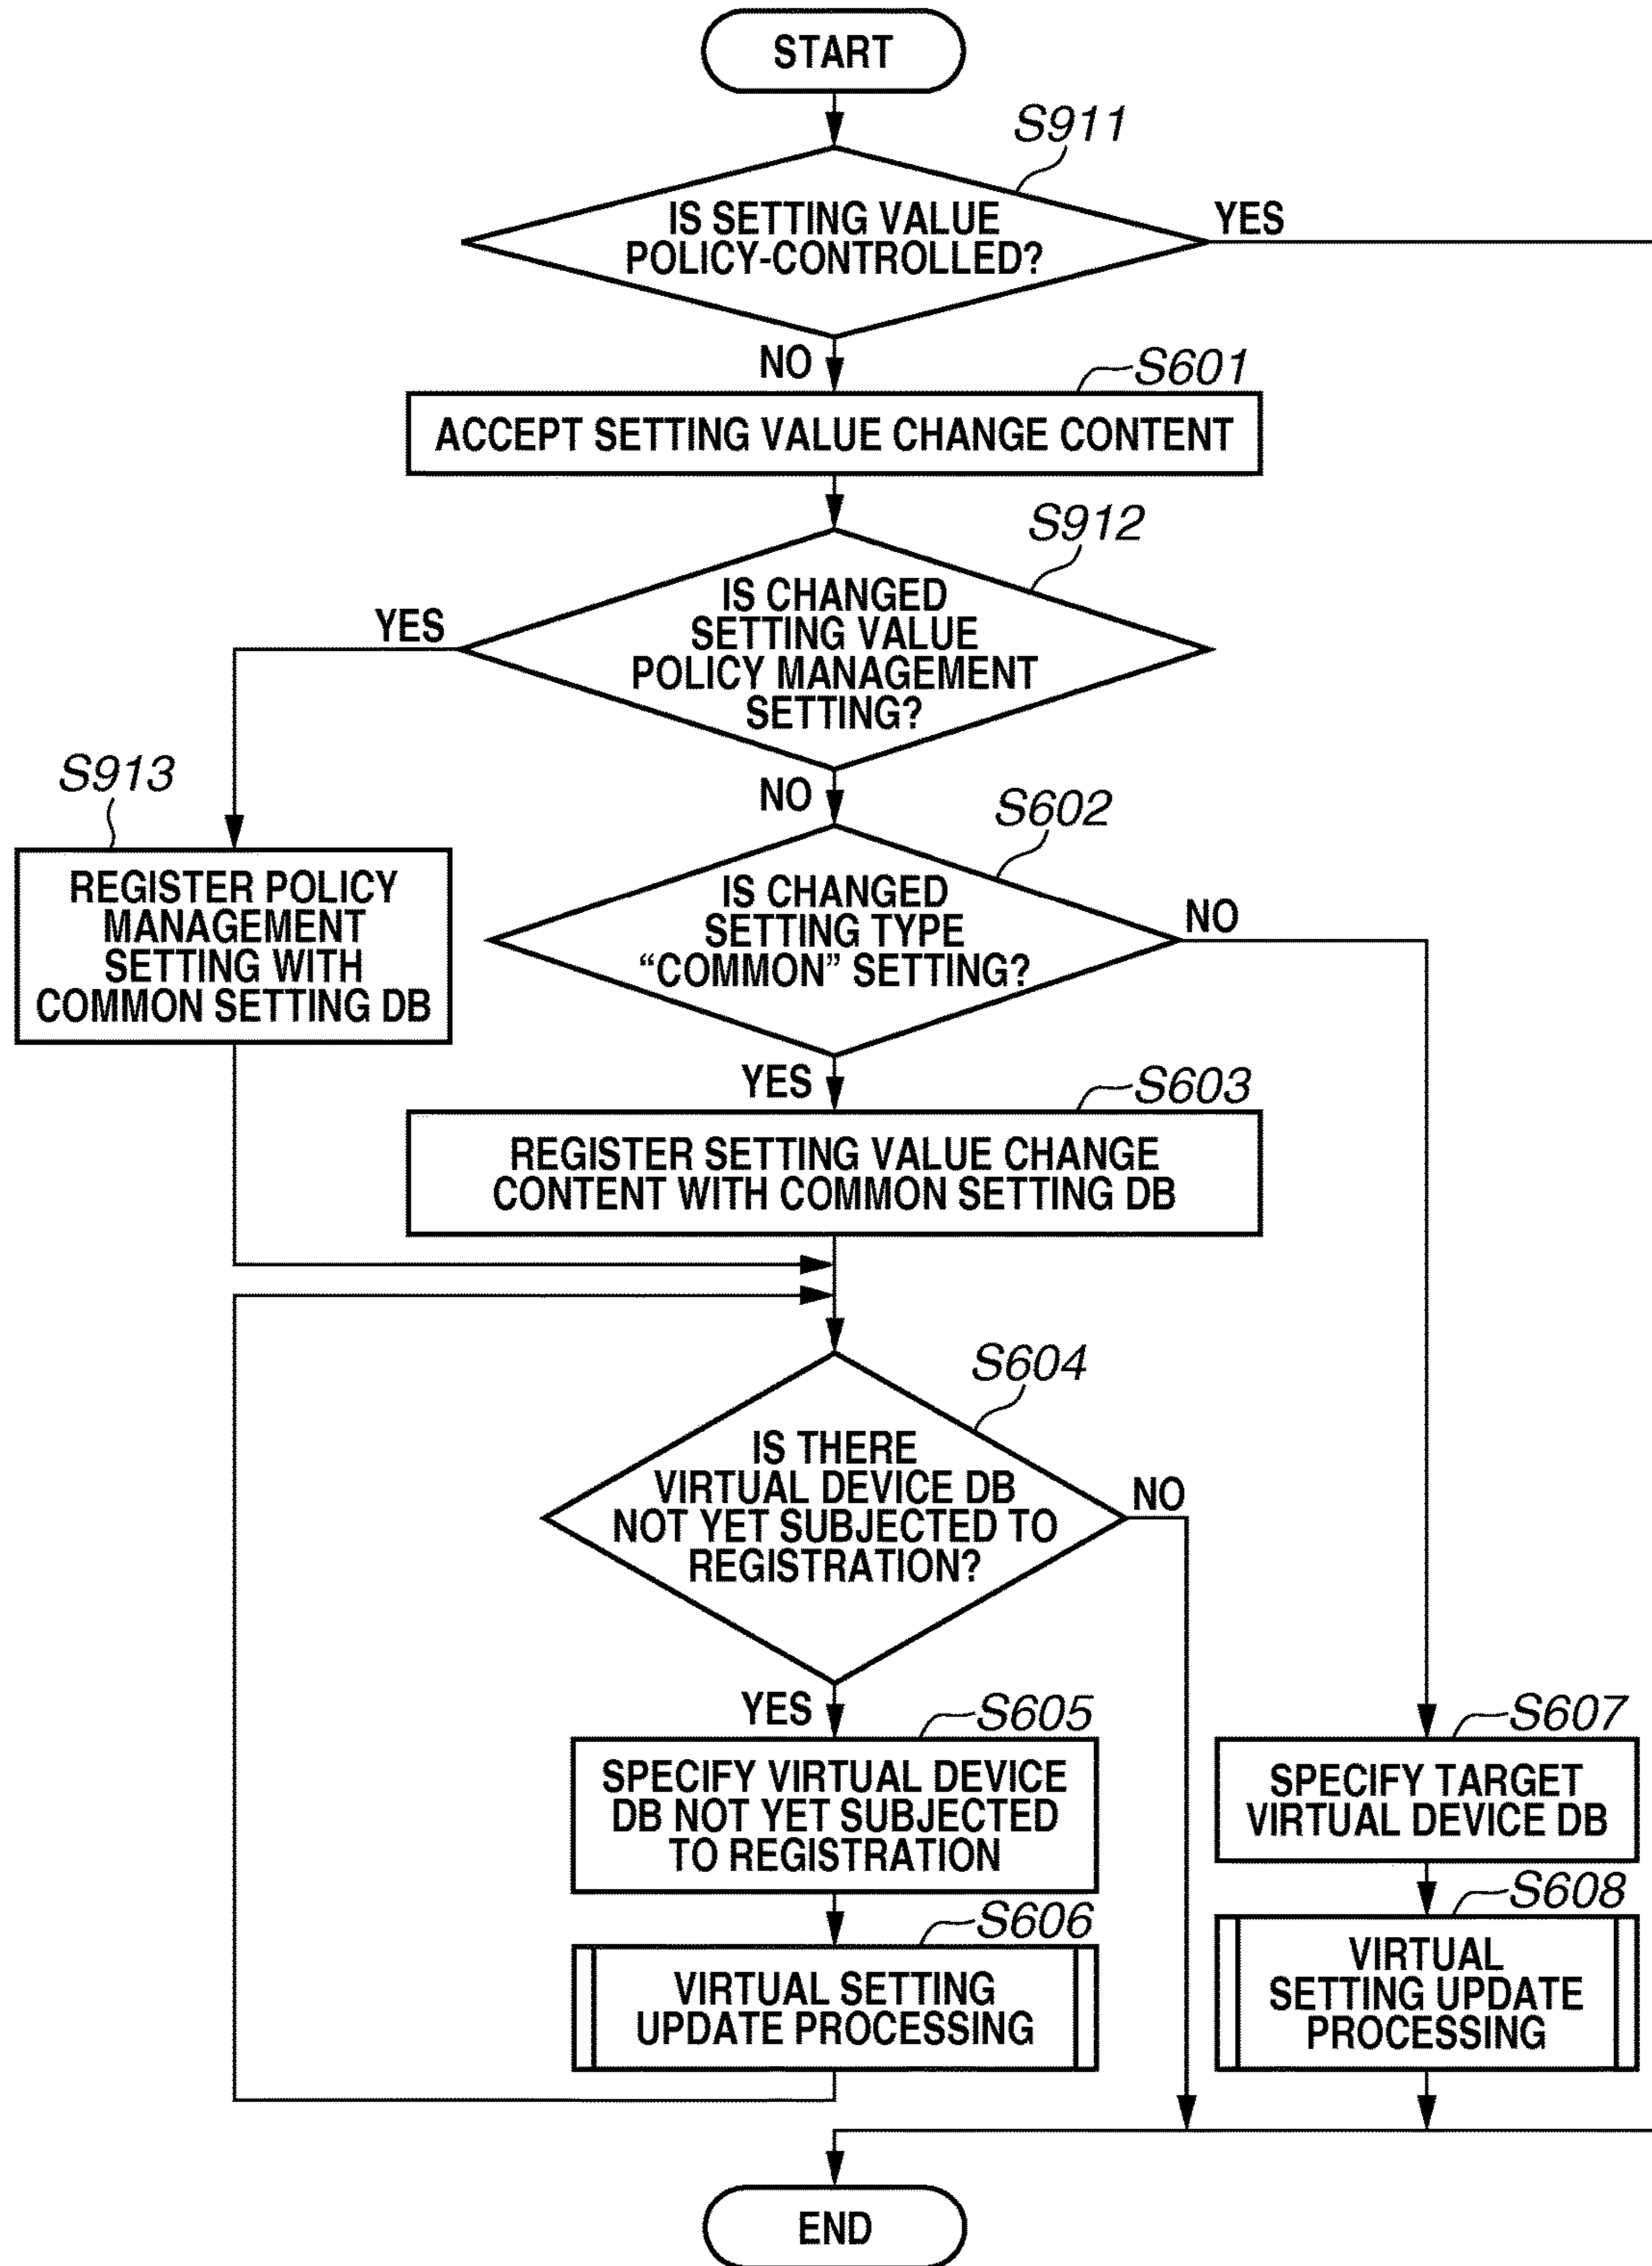 START
S911
IS SETTING VALUE
POLICY-CONTROLLED?
YES
NO
S601
ACCEPT SETTING VALUE CHANGE CONTENT
S912
IS CHANGED
SETTING VALUE
POLICY MANAGEMENT
SETTING?
YES
NO
S913
REGISTER POLICY
MANAGEMENT
SETTING WITH
COMMON SETTING DB
S602
IS CHANGED
SETTING TYPE
“COMMON” SETTING?
NO
YES
S603
REGISTER SETTING VALUE CHANGE
CONTENT WITH COMMON SETTING DB
S604
IS THERE
VIRTUAL DEVICE DB
NOT YET SUBJECTED TO
REGISTRATION?
NO
YES
S605
SPECIFY VIRTUAL DEVICE
DB NOT YET SUBJECTED
TO REGISTRATION
S607
SPECIFY TARGET
VIRTUAL DEVICE DB
S606
VIRTUAL SETTING
UPDATE PROCESSING
S608
VIRTUAL
SETTING UPDATE
PROCESSING
END